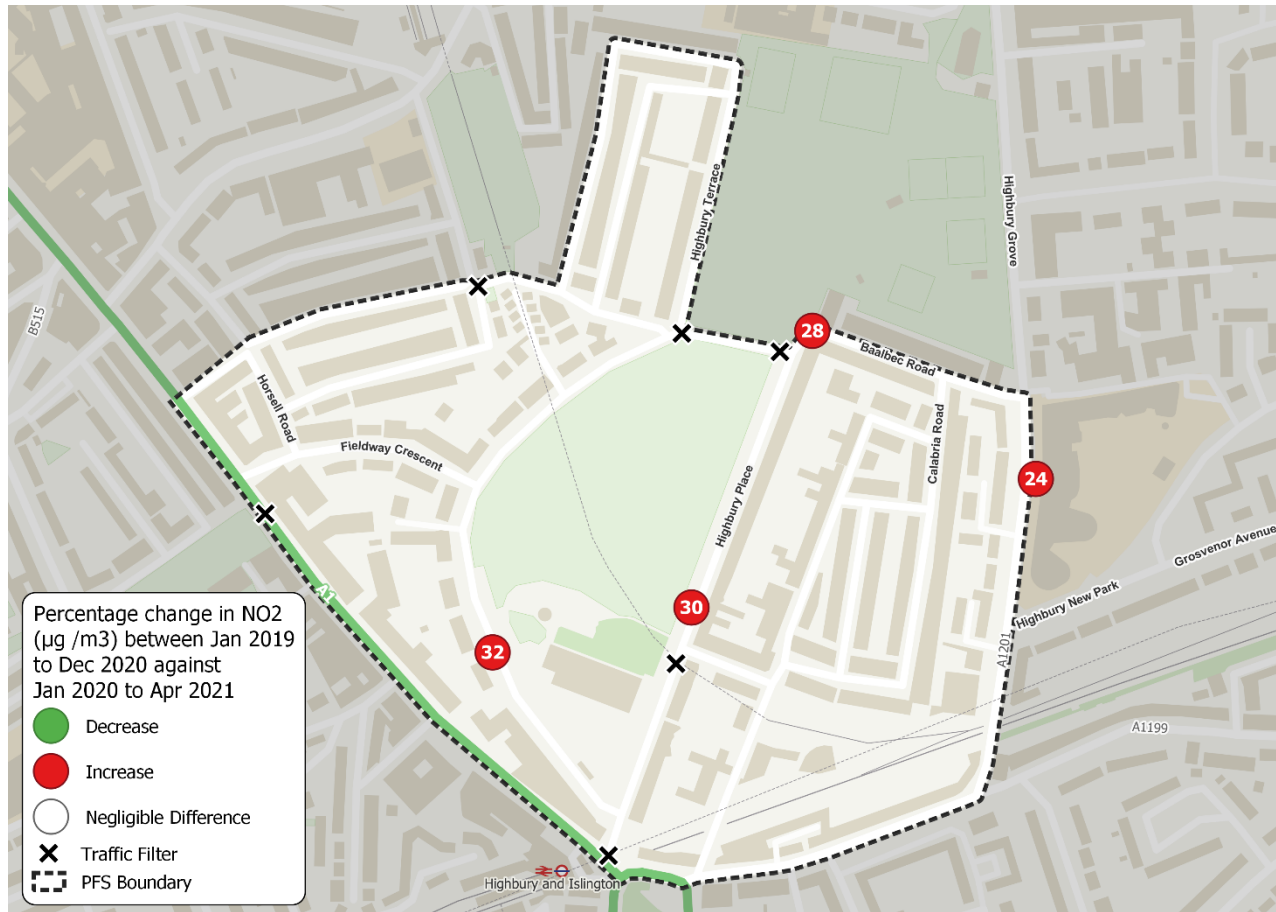 Highbury Terrace
Highbury Grove
B515
28
Baalbec Road
Horsell Road
Calabria Road
Fieldway Crescent
24
Highbury Place
Grosvenor Avenue
Highbury New Park
A1
30
32
A1201
A1199
Percentage change in NO2
(µg /m3) between Jan 2019
to Dec 2020 against
Jan 2020 to Apr 2021
Decrease
Increase
Negligible Difference
Traffic Filter
PFS Boundary
Highbury and Islington